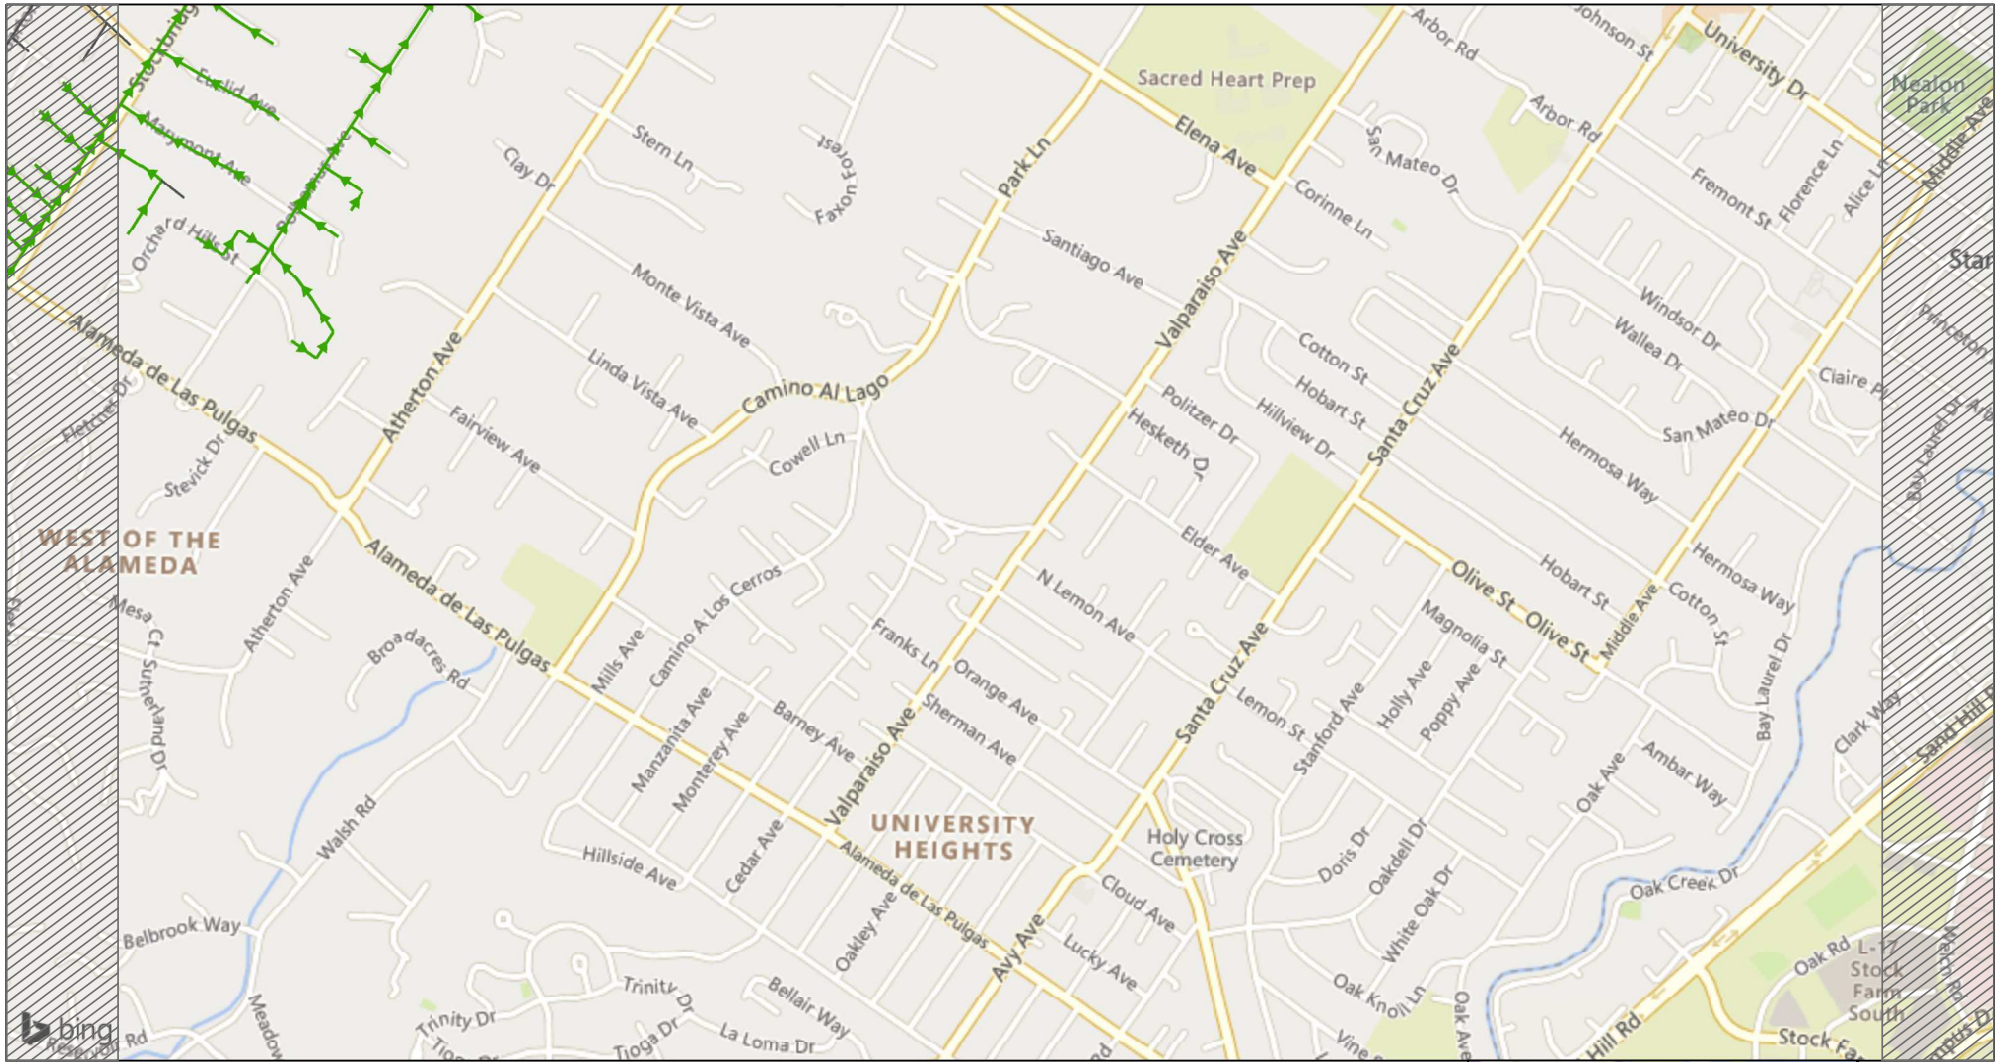 Stockbridg
Euclid Ave
Marymont Ave
Orcha
rd Hills St
Clay Dr
Stern Ln
Faxon Forest
Park Ln
Sacred Heart Prep
Elena Ave
Arbor Rd
Johnson St
University Dr
Nealon
Park
Middle Ave
Arbor Rd
San Mateo Dr
Corinne Ln
Fremont St
Florence Ln
Alice Ln
Star
Santiago Ave
Valparaiso Ave
Monte Vista Ave
Linda Vista Ave
Camino Al Lago
Atherton Ave
Alameda de Las Pulgas
Fletcher Dr
Stevick Dr
Fairview Ave
Cowell Ln
Politzer Dr
Hesketh Dr
Hillview Dr
Hobart St
Cotton St
Santa Cruz Ave
Windsor Dr
Wallea Dr
Princeton
Claire Pl
San Mateo Dr
Hermosa Way
Bay Laurel Dr
WEST OF THE
ALAMEDA
Alameda de Las Pulgas
Atherton Ave
Mesa Ct
Sutherland Dr
Broadacres Rd
Mills Ave
Camino A Los Cerros
Franks Ln
N Lemon Ave
Elder Ave
Olive St
Olive St
Hobart St
Middle Ave
Cotton St
Hermosa Way
Magnolia St
Orange Ave
Santa Cruz Ave
Lemon St
Stanford Ave
Holly Ave
Poppy Ave
Bay Laurel Dr
Clark Way
Manzanita Ave
Monterey Ave
Barney Ave
Sherman Ave
Valparaiso Ave
Ambar Way
Oak Ave
Walsh Rd
Hillside Ave
Cedar Ave
UNIVERSITY
HEIGHTS
Holy Cross
Cemetery
Doris Dr
Oakdell Dr
White Oak Dr
Oak Creek Dr
Alameda de Las Pulgas
Oakley Ave
Cloud Ave
Avy Ave
Lucky Ave
Belbrook Way
Oak Knoll Ln
Oak Ave
Oak Rd
L-17
Stock
Farm
South
Welch Rd
Trinity Dr
Trinity Dr
Bellair Way
Tioga Dr
La Loma Dr
Meadow
Hill Rd
bing